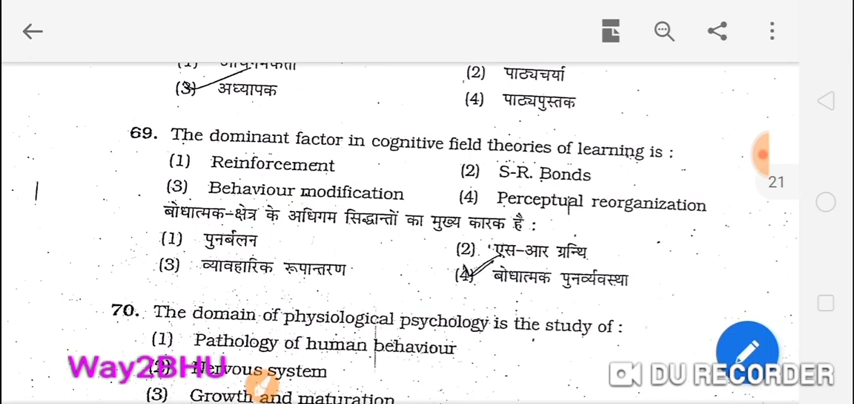 (2) पाठ्यचर्या
(3) अध्यापक
(4) पाठ्यपुस्तक
69. The dominant factor in cognitive field theories of learning is :
(1) Reinforcement (2) S-R. Bonds
(3) Behaviour modification (4) Perceptual reorganization
21
बोधात्मक-क्षेत्र के अधिगम सिद्धान्तों का मुख्य कारक है :
(1) पुनर्बलन (2) एस-आर ग्रन्थि
(3) व्यावहारिक रूपान्तरण (4) बोधात्मक पुनर्व्यवस्था
70. The domain of physiological psychology is the study of :
(1) Pathology of human behaviour
Way2BHU
(2) Nervous system
DU RECORDER
(3) Growth and maturation